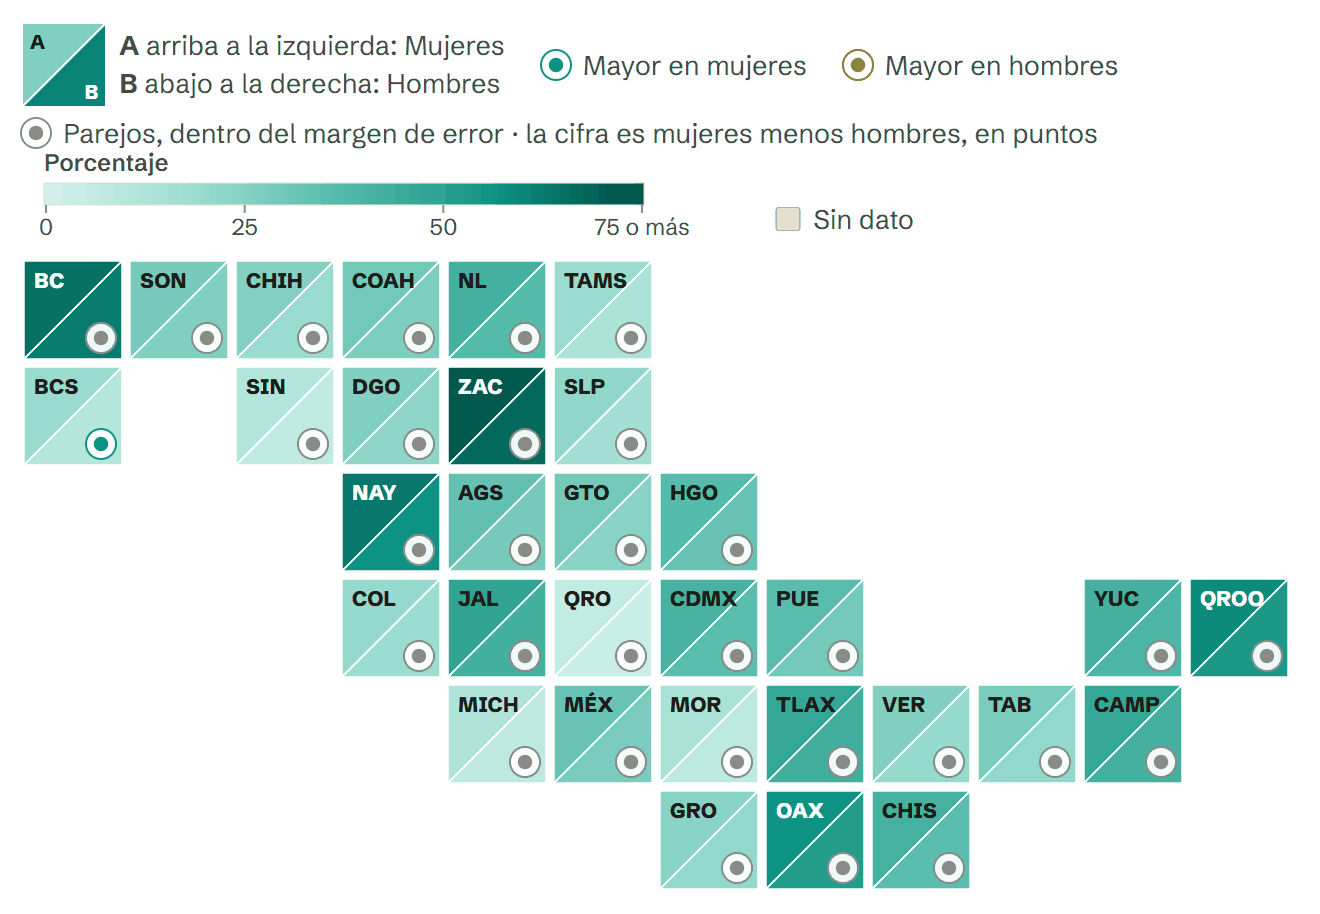 A
B
A arriba a la izquierda: Mujeres
B abajo a la derecha: Hombres
Mayor en mujeres
Mayor en hombres
Parejos, dentro del margen de error · la cifra es mujeres menos hombres, en puntos
Porcentaje
0 25 50 75 o más
Sin dato
BC SON CHIH COAH NL TAMS
BCS SIN DGO ZAC SLP
NAY AGS GTO HGO
COL JAL QRO CDMX PUE YUC QROO
MICH MÉX MOR TLAX VER TAB CAMP
GRO OAX CHIS